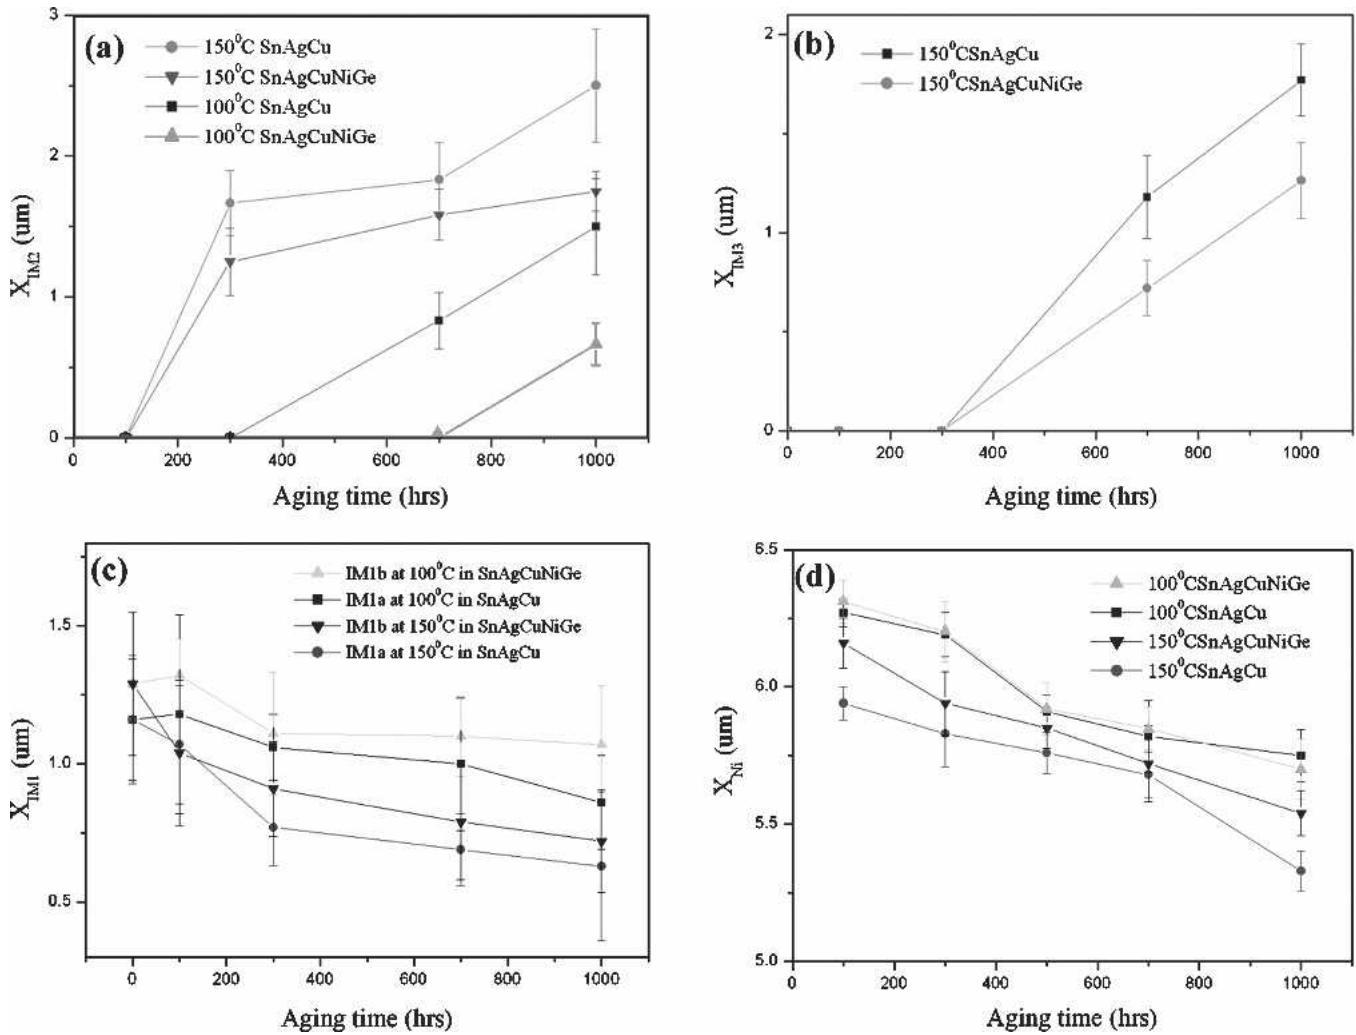 (a)
150⁰C SnAgCu
150⁰C SnAgCuNiGe
100⁰C SnAgCu
100⁰C SnAgCuNiGe
3
2
1
0
X_IM2 (um)
0 200 400 600 800 1000
Aging time (hrs)
(b)
150⁰CSnAgCu
150⁰CSnAgCuNiGe
2
1
0
X_IM3 (um)
0 200 400 600 800 1000
Aging time (hrs)
(c)
IM1b at 100⁰C in SnAgCuNiGe
IM1a at 100⁰C in SnAgCu
IM1b at 150⁰C in SnAgCuNiGe
IM1a at 150⁰C in SnAgCu
1.5
1.0
0.5
X_IM1 (um)
0 200 400 600 800 1000
Aging time (hrs)
(d)
100⁰CSnAgCuNiGe
100⁰CSnAgCu
150⁰CSnAgCuNiGe
150⁰CSnAgCu
6.5
6.0
5.5
5.0
X_Ni (um)
0 200 400 600 800 1000
Aging time (hrs)